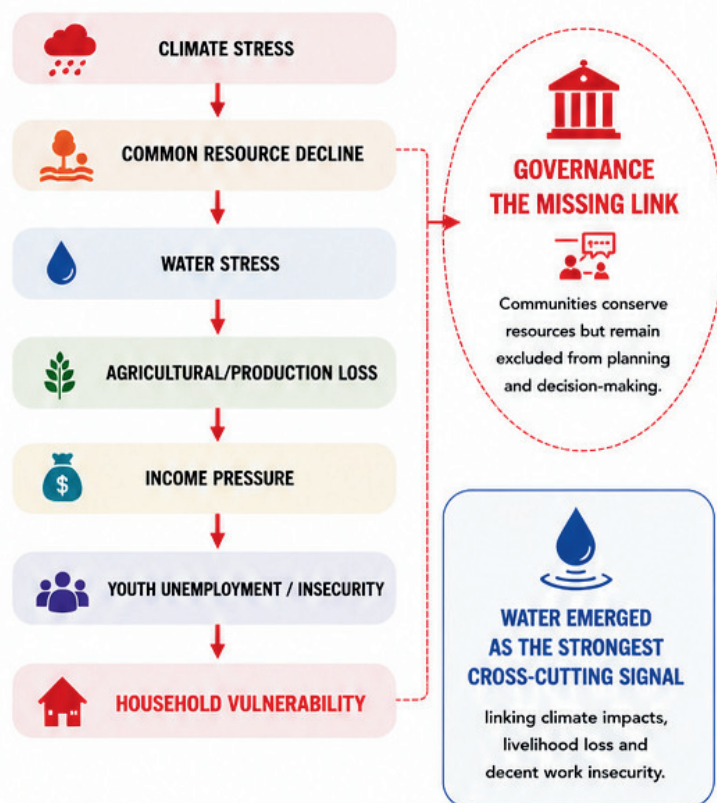 CLIMATE STRESS
COMMON RESOURCE DECLINE
WATER STRESS
AGRICULTURAL/PRODUCTION LOSS
$
INCOME PRESSURE
YOUTH UNEMPLOYMENT / INSECURITY
HOUSEHOLD VULNERABILITY
GOVERNANCE
THE MISSING LINK
Communities conserve
resources but remain
excluded from planning
and decision-making.
WATER EMERGED
AS THE STRONGEST
CROSS-CUTTING SIGNAL
linking climate impacts,
livelihood loss and
decent work insecurity.